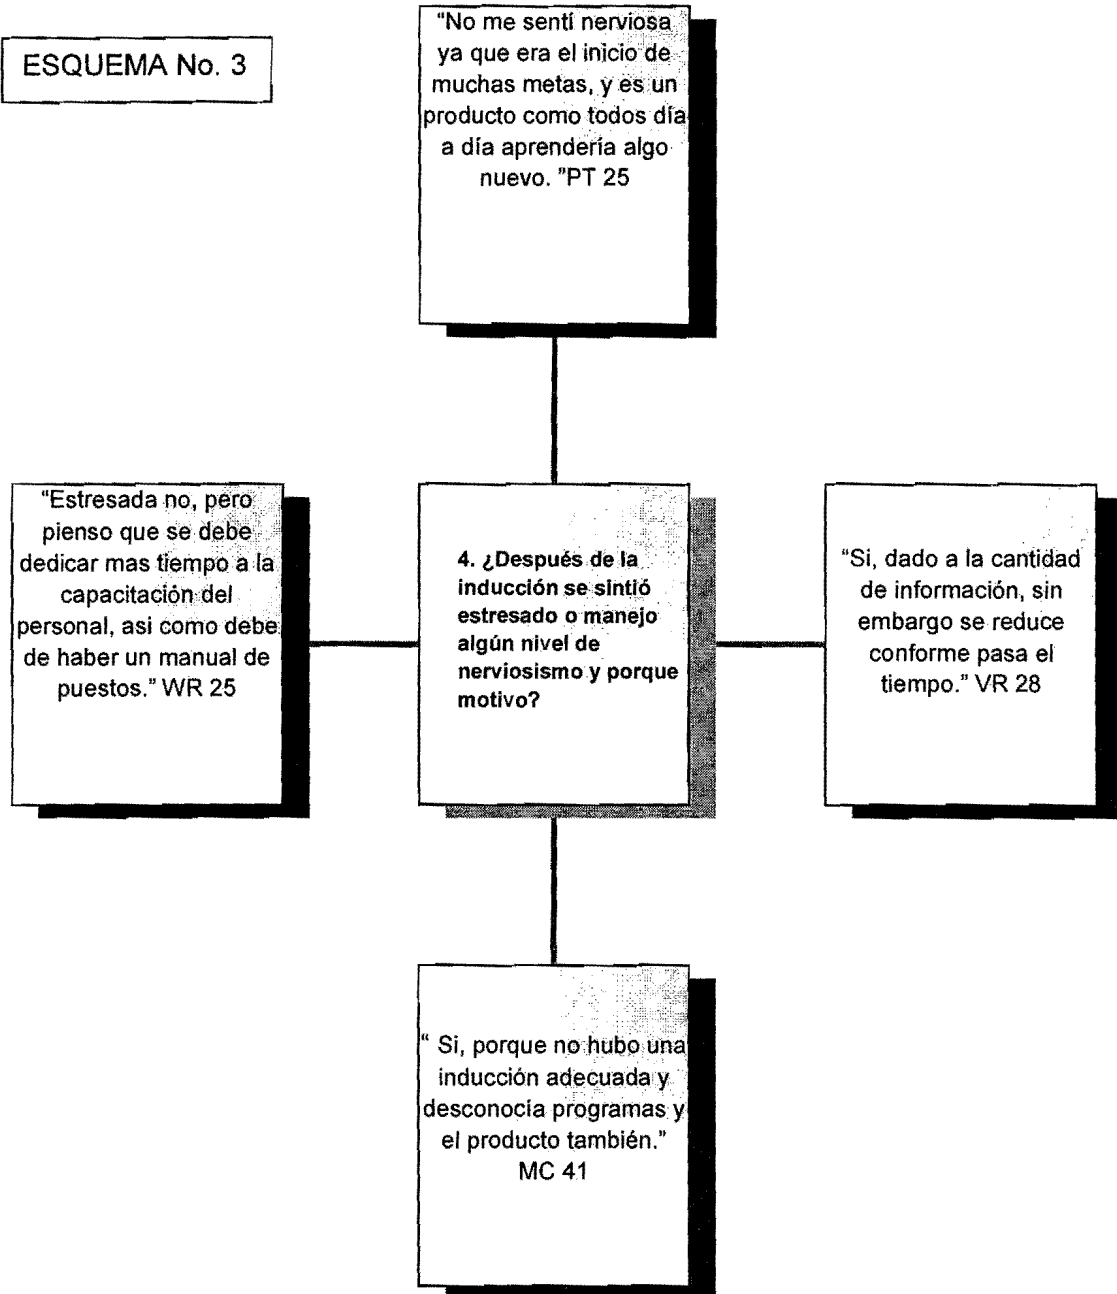 ESQUEMA No. 3
"No me sentí nerviosa
ya que era el inicio de
muchas metas, y es un
producto como todos día
a día aprendería algo
nuevo. "PT 25
"Estresada no, pero
pienso que se debe
dedicar mas tiempo a la
capacitación del
personal, asi como debe
de haber un manual de
puestos." WR 25
4. ¿Después de la
inducción se sintió
estresado o manejo
algún nivel de
nerviosismo y porque
motivo?
"Si, dado a la cantidad
de información, sin
embargo se reduce
conforme pasa el
tiempo." VR 28
" Si, porque no hubo una
inducción adecuada y
desconocía programas y
el producto también."
MC 41